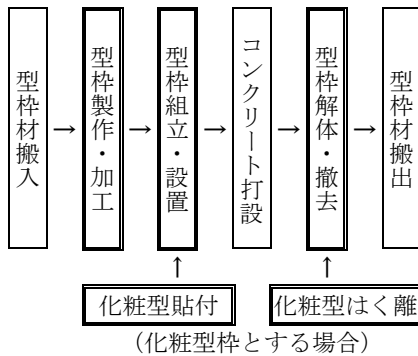 型枠材搬入
→
型枠製作・加工
→
型枠組立・設置
→
コンクリート打設
→
型枠解体・撤去
→
型枠材搬出
↑ ↑
化粧型貼付
化粧型はく離
(化粧型枠とする場合)